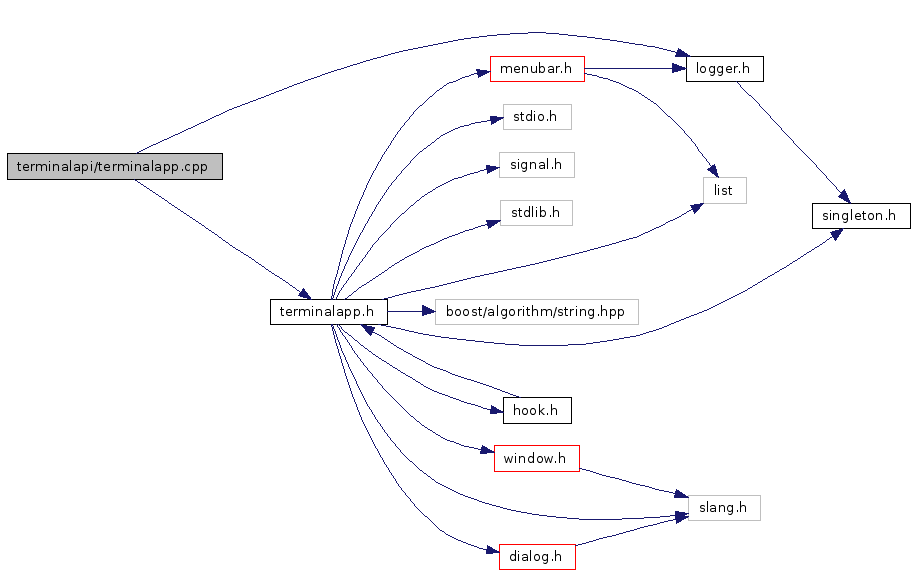 logger.h
menubar.h
stdio.h
terminalapi/terminalapp.cpp
signal.h
list
stdlib.h
singleton.h
terminalapp.h
boost/algorithm/string.hpp
hook.h
window.h
slang.h
dialog.h